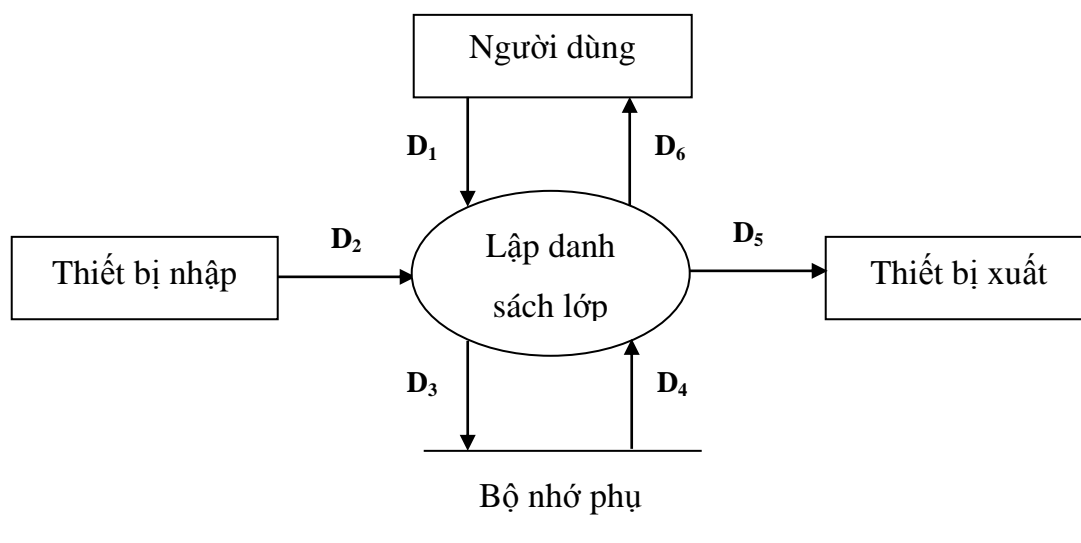 Người dùng
D₁
D₆
Thiết bị nhập
D₂
Lập danh
sách lớp
D₅
Thiết bị xuất
D₃
D₄
Bộ nhớ phụ